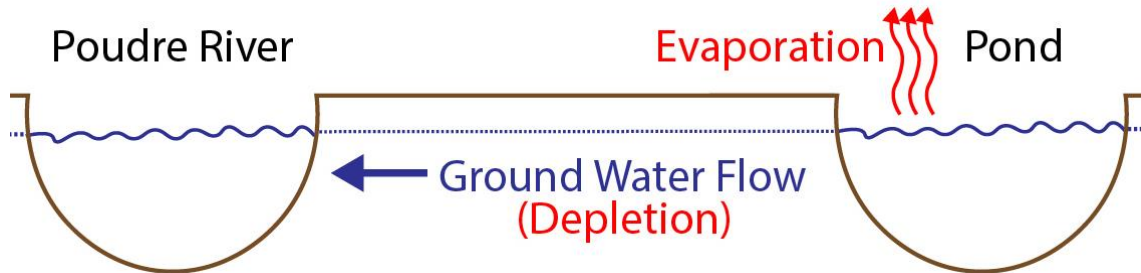 Poudre River
Evaporation
Pond
Ground Water Flow
(Depletion)